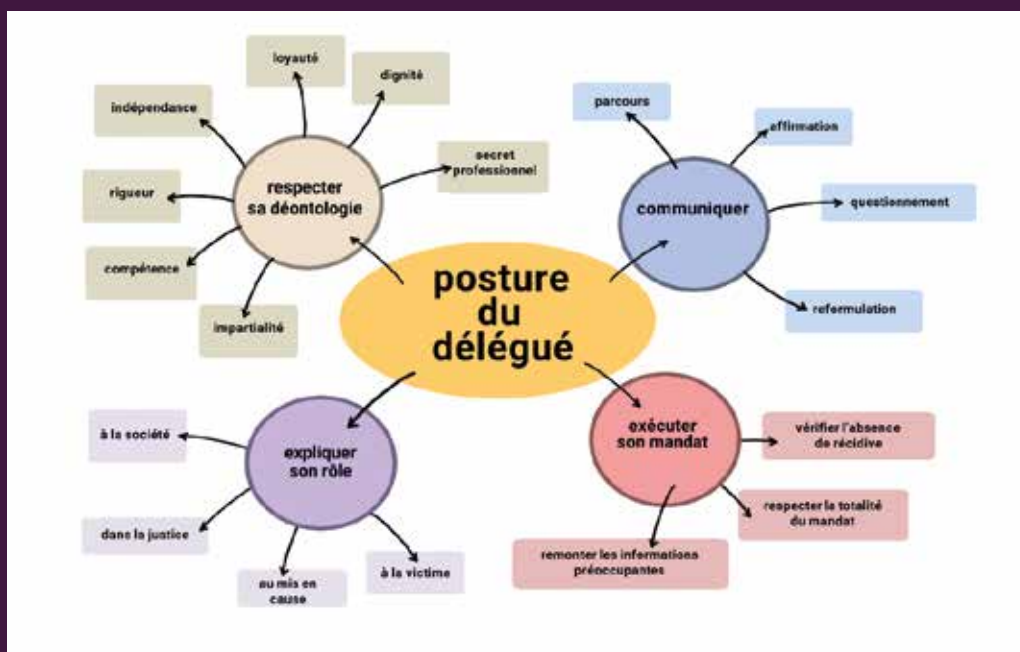 posture
du
délégué
respecter
sa déontologie
loyauté
dignité
indépendance
secret
professionnel
rigueur
compétence
impartialité
communiquer
parcours
affirmation
questionnement
reformulation
expliquer
son rôle
à la société
dans la justice
au mis en
cause
à la victime
exécuter
son mandat
vérifier l'absence
de récidive
respecter la totalité
du mandat
remonter les informations
préoccupantes